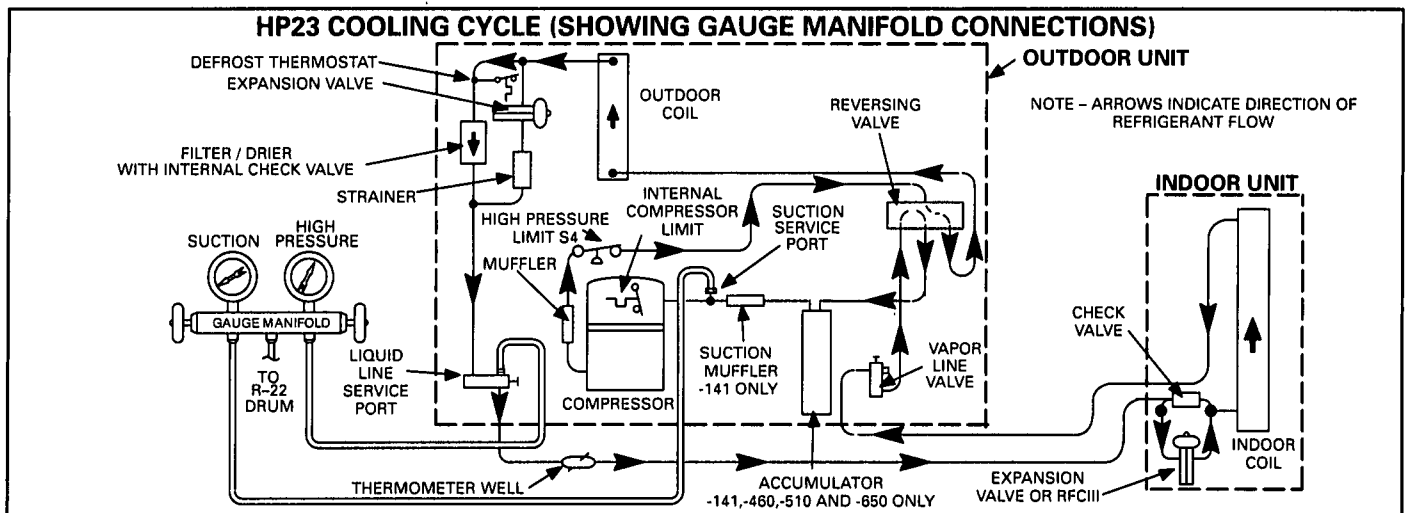 HP23 COOLING CYCLE (SHOWING GAUGE MANIFOLD CONNECTIONS)
DEFROST THERMOSTAT
EXPANSION VALVE
OUTDOOR UNIT
OUTDOOR
COIL
REVERSING
VALVE
NOTE – ARROWS INDICATE DIRECTION OF
REFRIGERANT FLOW
FILTER / DRIER
WITH INTERNAL CHECK VALVE
STRAINER
INTERNAL
COMPRESSOR
LIMIT
SUCTION
SERVICE
PORT
INDOOR UNIT
HIGH PRESSURE
LIMIT S4
SUCTION
HIGH
PRESSURE
MUFFLER
GAUGE MANIFOLD
CHECK
VALVE
TO
R–22
DRUM
LIQUID
LINE
SERVICE
PORT
COMPRESSOR
SUCTION
MUFFLER
-141 ONLY
VAPOR
LINE
VALVE
THERMOMETER WELL
ACCUMULATOR
-141,-460,-510 AND -650 ONLY
EXPANSION
VALVE OR RFCIII
INDOOR
COIL